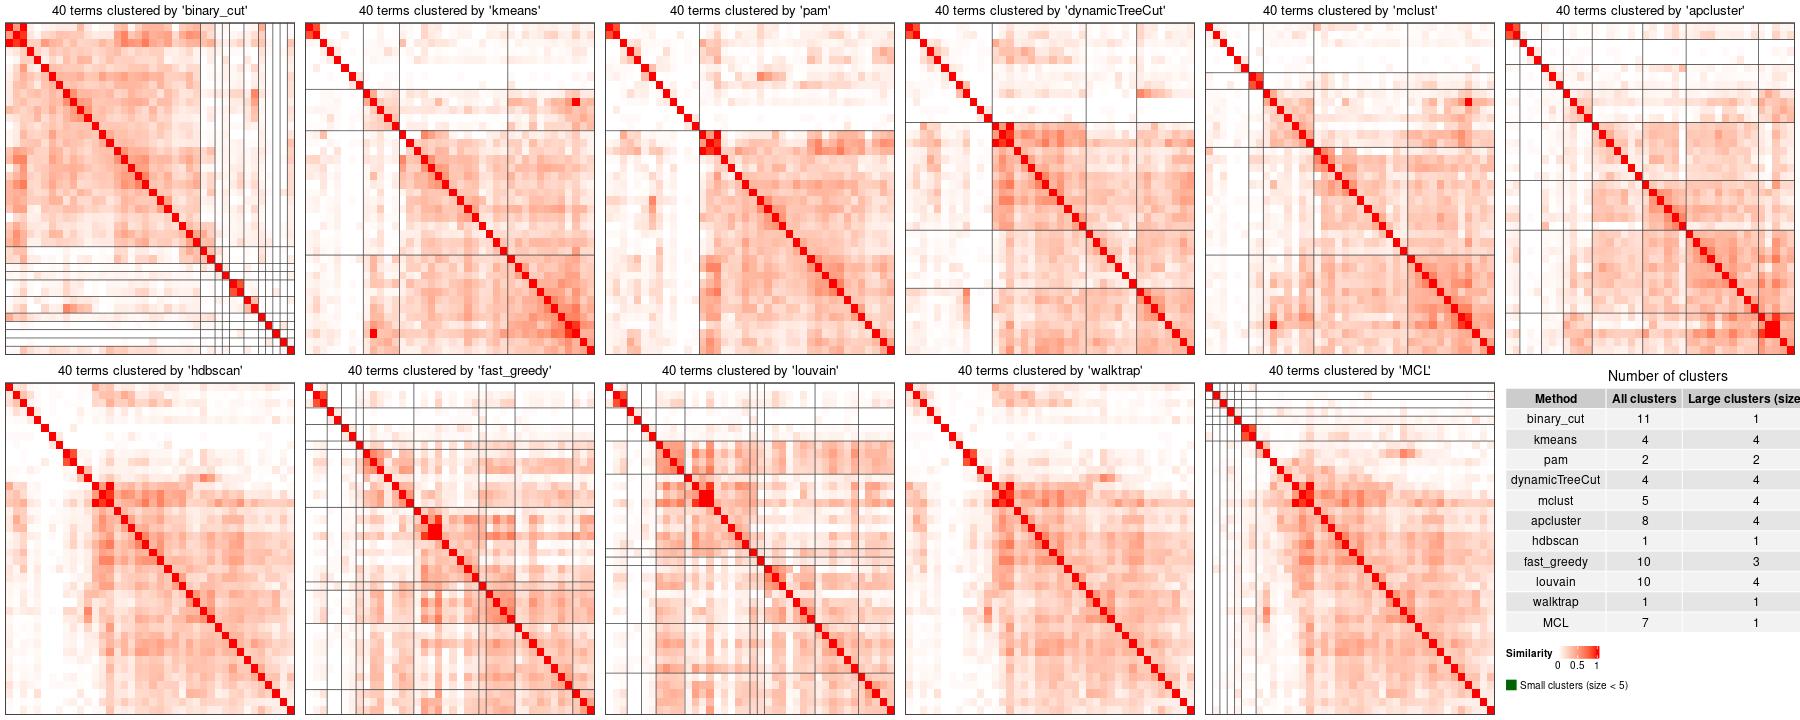 40 terms clustered by 'binary_cut'
40 terms clustered by 'kmeans'
40 terms clustered by 'pam'
40 terms clustered by 'dynamicTreeCut'
40 terms clustered by 'mclust'
40 terms clustered by 'apcluster'
40 terms clustered by 'hdbscan'
40 terms clustered by 'fast_greedy'
40 terms clustered by 'louvain'
40 terms clustered by 'walktrap'
40 terms clustered by 'MCL'
Number of clusters
Method All clusters Large clusters (size
binary_cut 11 1
kmeans 4 4
pam 2 2
dynamicTreeCut 4 4
mclust 5 4
apcluster 8 4
hdbscan 1 1
fast_greedy 10 3
louvain 10 4
walktrap 1 1
MCL 7 1
Similarity
0 0.5 1
Small clusters (size < 5)